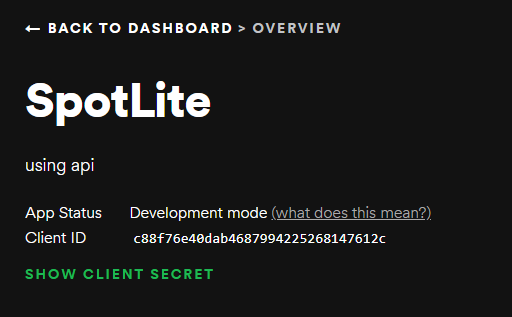 ← BACK TO DASHBOARD > OVERVIEW
SpotLite
using api
App Status Development mode (what does this mean?)
Client ID c88f76e40dab4687994225268147612c
SHOW CLIENT SECRET